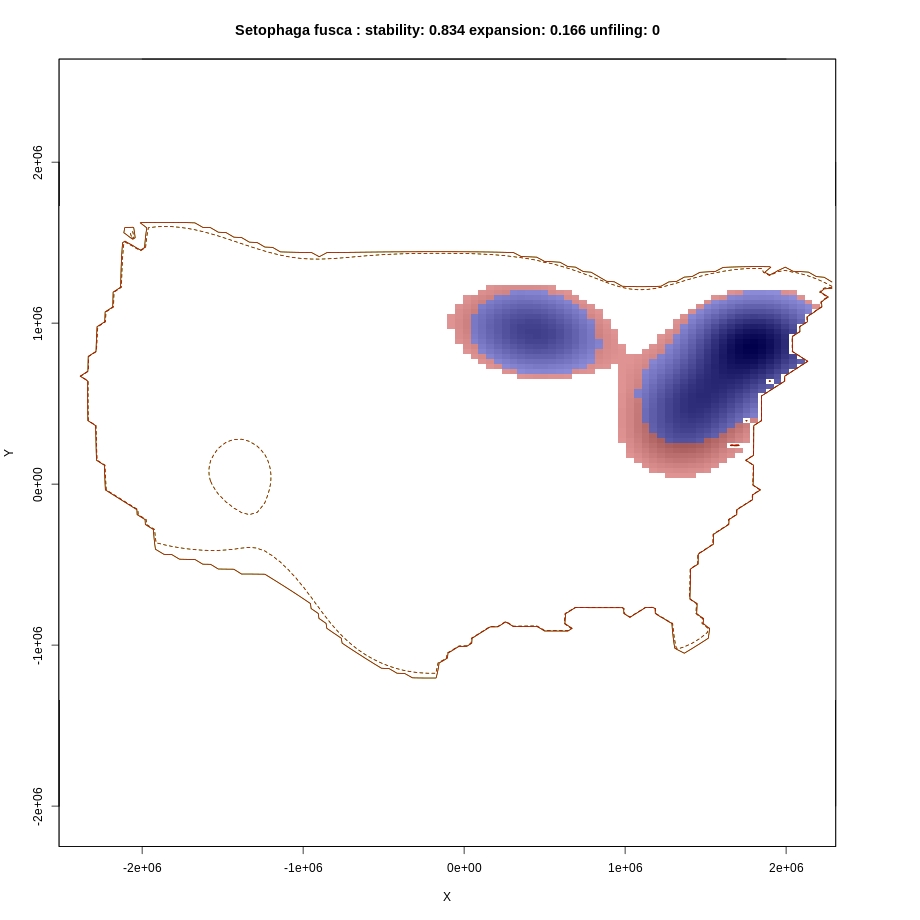 Setophaga fusca : stability: 0.834 expansion: 0.166 unfiling: 0
2e+06
1e+06
0e+00
-1e+06
-2e+06
Y
-2e+06 -1e+06 0e+00 1e+06 2e+06
X